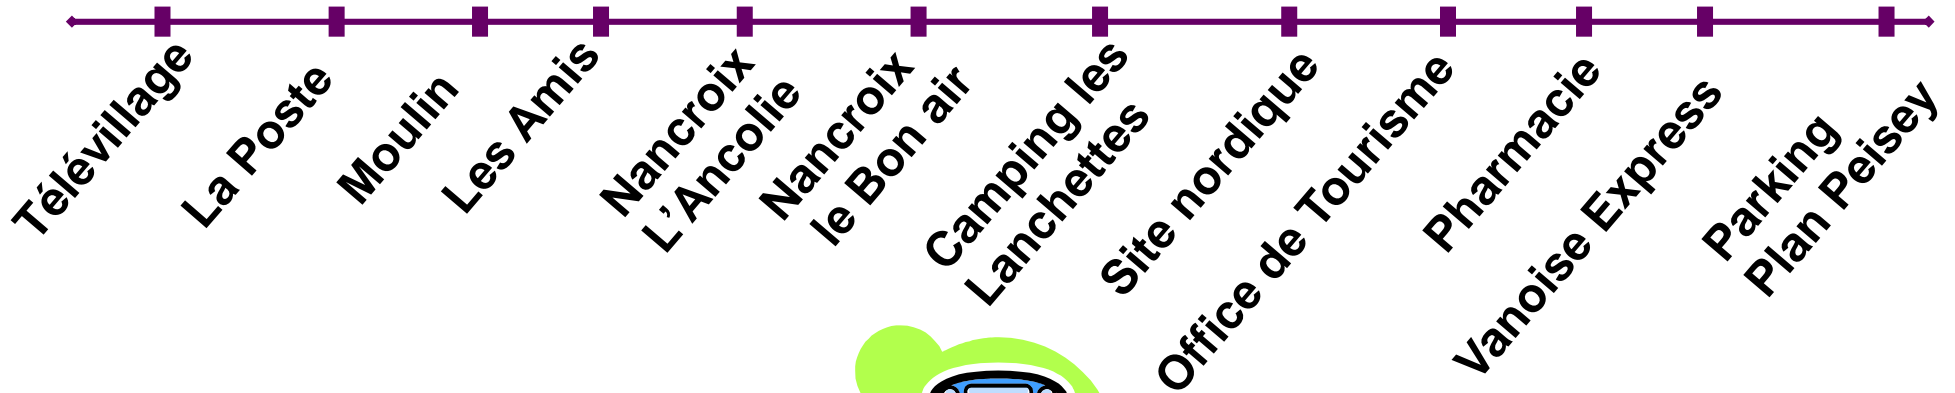 Télévillage
La Poste
Moulin
Les Amis
Nancroix
L’Ancolie
Nancroix
le Bon air
Camping les
Lanchettes
Site nordique
Office de Tourisme
Pharmacie
Vanoise Express
Parking
Plan Peisey